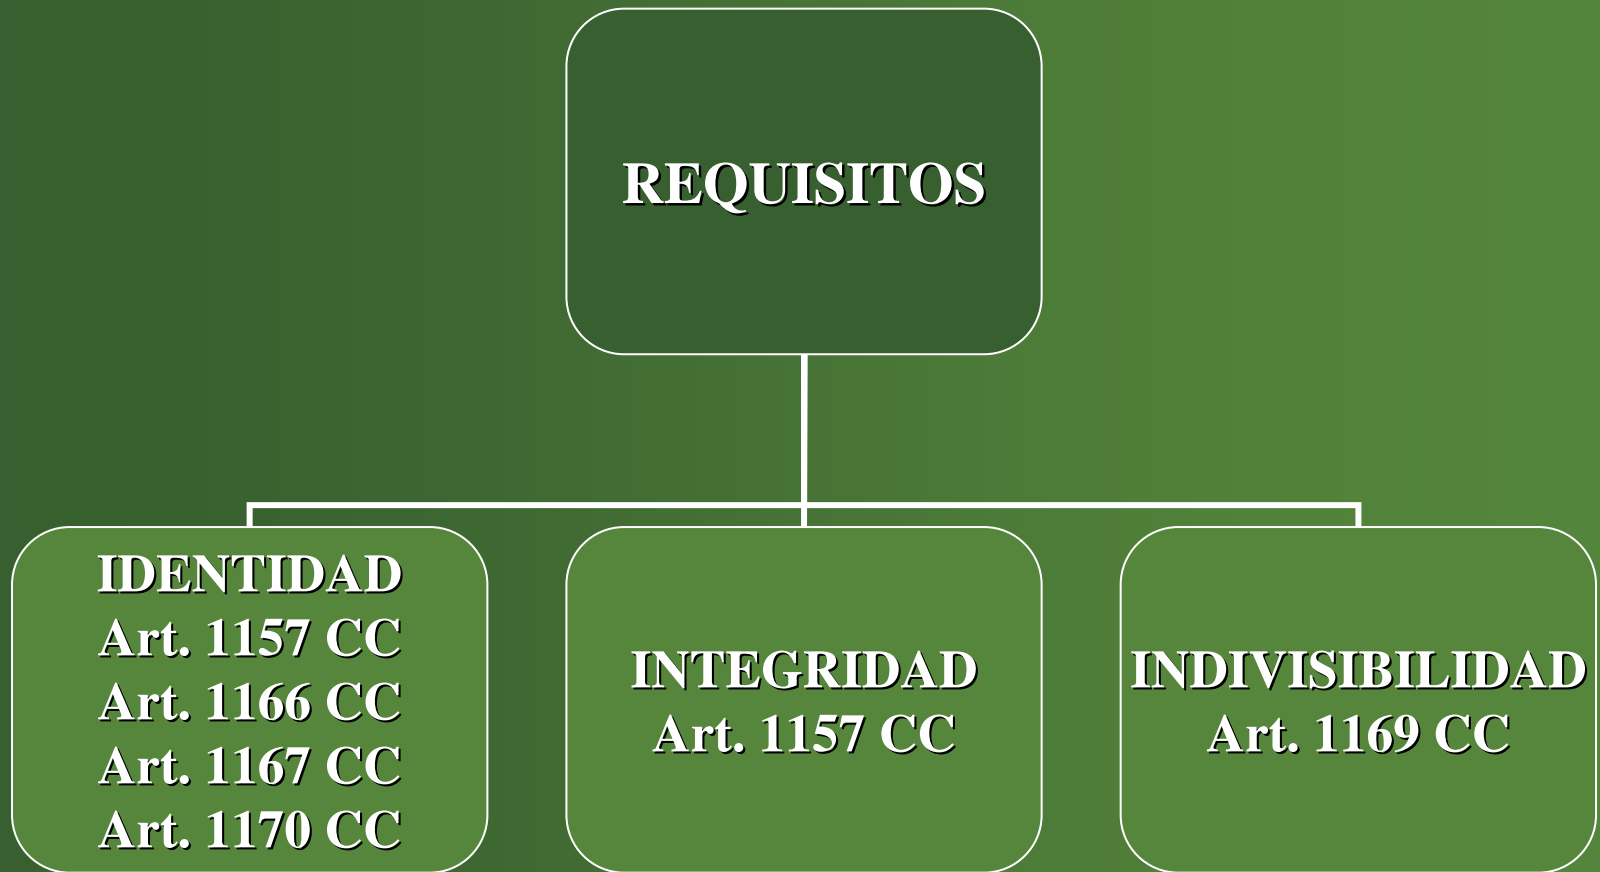 REQUISITOS
IDENTIDAD
Art. 1157 CC
Art. 1166 CC
Art. 1167 CC
Art. 1170 CC
INTEGRIDAD
Art. 1157 CC
INDIVISIBILIDAD
Art. 1169 CC